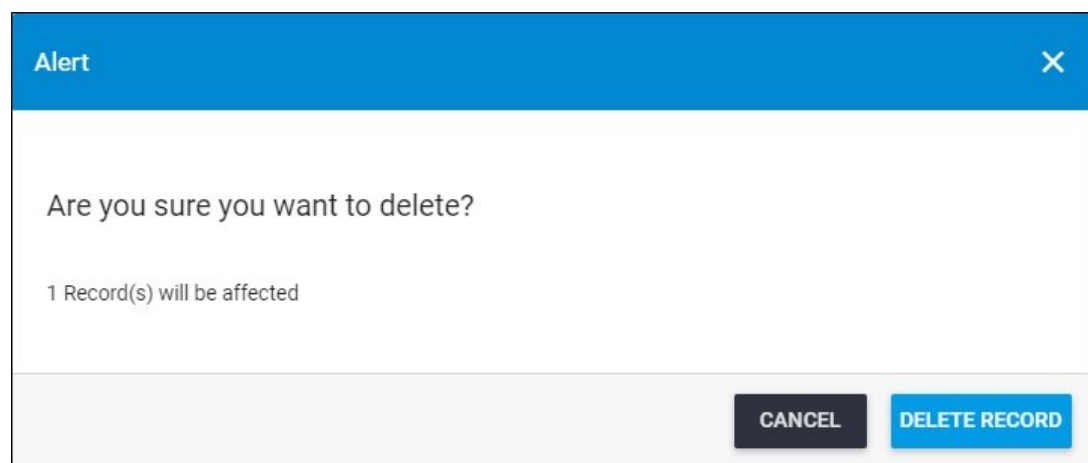 Alert
Are you sure you want to delete?
1 Record(s) will be affected
CANCEL DELETE RECORD